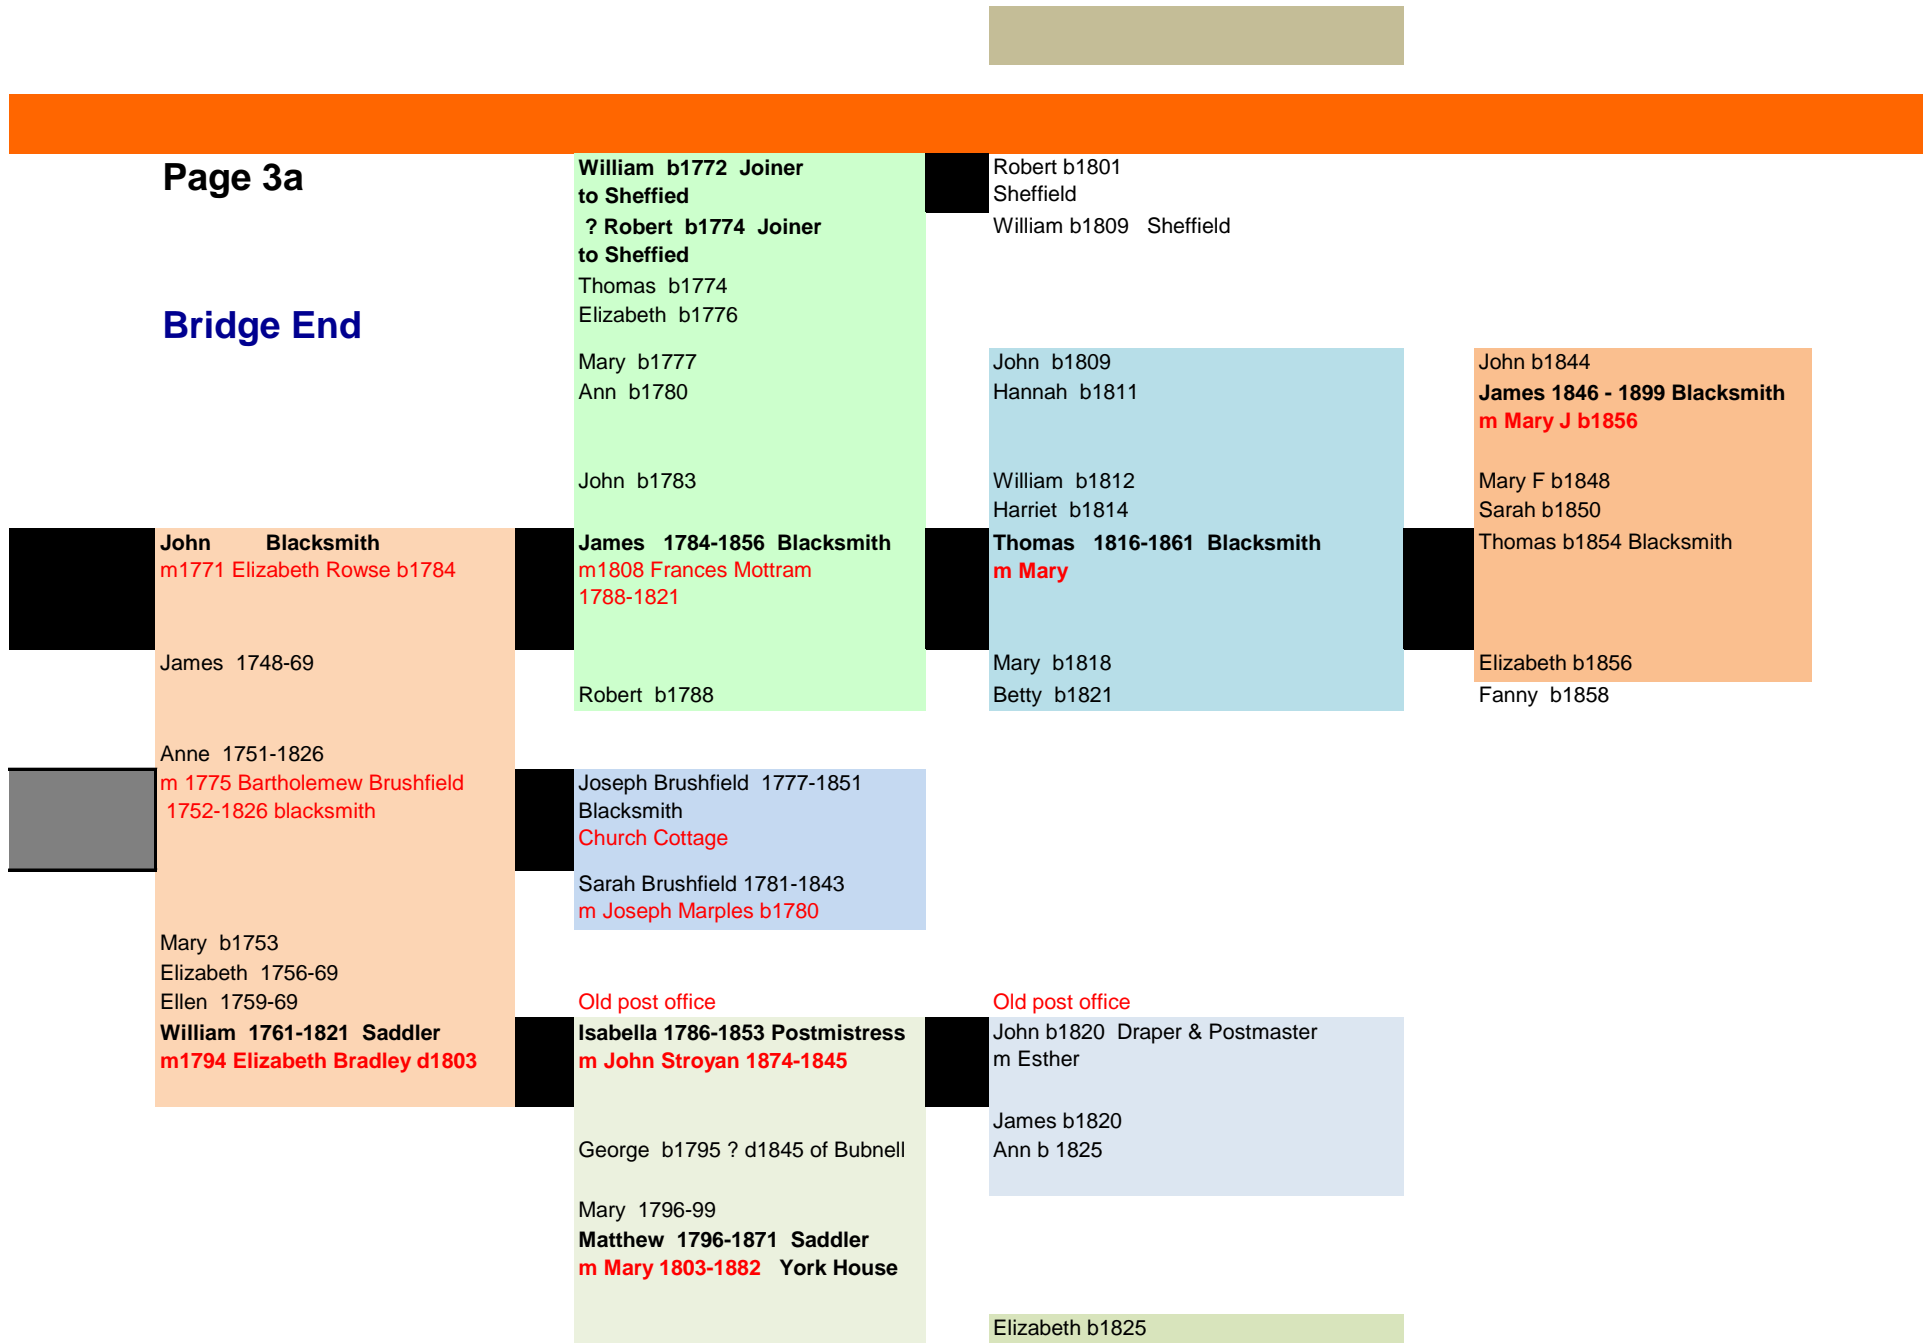 Page 3a
Bridge End
John Blacksmith
m1771 Elizabeth Rowse b1784
James 1748-69
Anne 1751-1826
m 1775 Bartholemew Brushfield
1752-1826 blacksmith
Mary b1753
Elizabeth 1756-69
Ellen 1759-69
William 1761-1821 Saddler
m1794 Elizabeth Bradley d1803
William b1772 Joiner
to Sheffied
? Robert b1774 Joiner
to Sheffied
Thomas b1774
Elizabeth b1776
Mary b1777
Ann b1780
John b1783
James 1784-1856 Blacksmith
m1808 Frances Mottram
1788-1821
Robert b1788
Joseph Brushfield 1777-1851
Blacksmith
Church Cottage
Sarah Brushfield 1781-1843
m Joseph Marples b1780
Old post office
Isabella 1786-1853 Postmistress
m John Stroyan 1874-1845
George b1795 ? d1845 of Bubnell
Mary 1796-99
Matthew 1796-1871 Saddler
m Mary 1803-1882 York House
Robert b1801
Sheffield
William b1809 Sheffield
John b1809
Hannah b1811
William b1812
Harriet b1814
Thomas 1816-1861 Blacksmith
m Mary
Mary b1818
Betty b1821
Old post office
John b1820 Draper & Postmaster
m Esther
James b1820
Ann b 1825
Elizabeth b1825
John b1844
James 1846 - 1899 Blacksmith
m Mary J b1856
Mary F b1848
Sarah b1850
Thomas b1854 Blacksmith
Elizabeth b1856
Fanny b1858